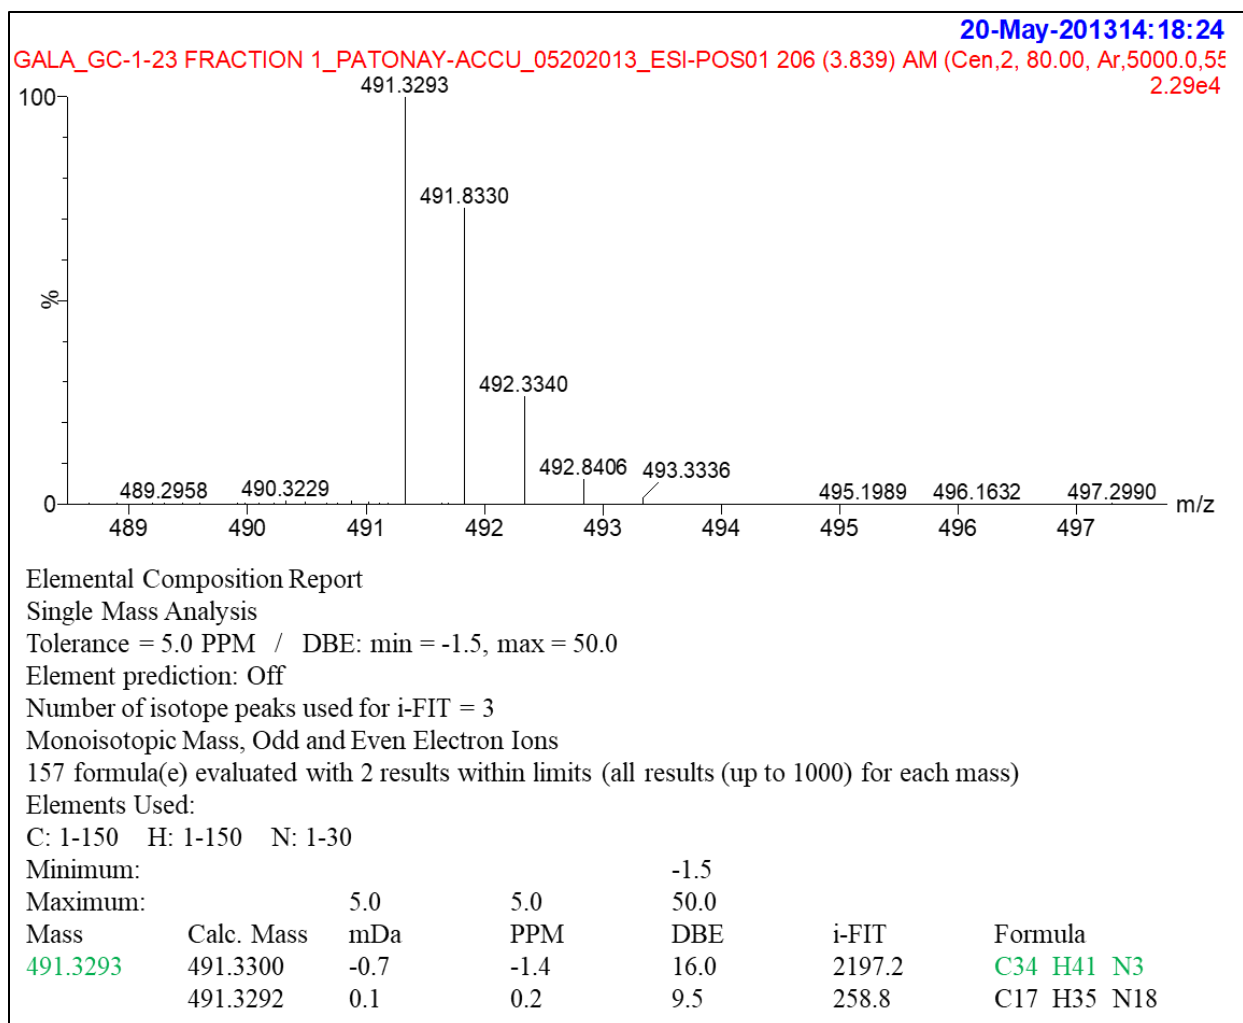 20-May-201314:18:24
GALA_GC-1-23 FRACTION 1_PATONAY-ACCU_05202013_ESI-POS01 206 (3.839) AM (Cen,2, 80.00, Ar,5000.0,55
2.29e4
100
%
0
491.3293
491.8330
492.3340
492.8406
493.3336
489.2958
490.3229
495.1989
496.1632
497.2990
m/z
489 490 491 492 493 494 495 496 497
Elemental Composition Report
Single Mass Analysis
Tolerance = 5.0 PPM / DBE: min = -1.5, max = 50.0
Element prediction: Off
Number of isotope peaks used for i-FIT = 3
Monoisotopic Mass, Odd and Even Electron Ions
157 formula(e) evaluated with 2 results within limits (all results (up to 1000) for each mass)
Elements Used:
C: 1-150 H: 1-150 N: 1-30
Minimum: -1.5
Maximum: 5.0 5.0 50.0
Mass Calc. Mass mDa PPM DBE i-FIT Formula
491.3293 491.3300 -0.7 -1.4 16.0 2197.2 C34 H41 N3
491.3292 0.1 0.2 9.5 258.8 C17 H35 N18